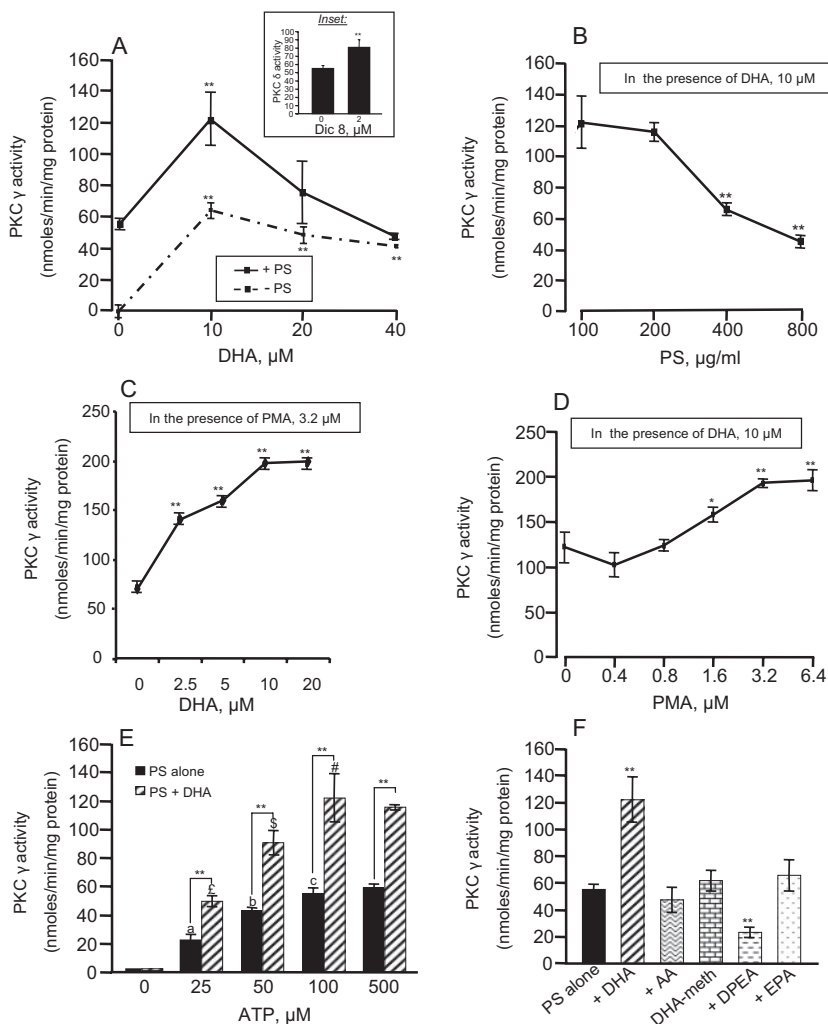 A
Inset:
PKC δ activity
100
90
80
70
60
50
40
30
20
10
0
**
0
2
Dic 8, µM
PKC γ activity
(nmoles/min/mg protein)
160
140
120
100
80
60
40
20
0
**
**
**
**
+ PS
- PS
0
10
20
40
DHA, µM
B
In the presence of DHA, 10 µM
PKC γ activity
(nmoles/min/mg protein)
160
140
120
100
80
60
40
20
0
**
**
100
200
400
800
PS, µg/ml
C
In the presence of PMA, 3.2 µM
PKC γ activity
(nmoles/min/mg protein)
250
200
150
100
50
0
**
**
**
**
0
2.5
5
10
20
DHA, µM
D
In the presence of DHA, 10 µM
PKC γ activity
(nmoles/min/mg protein)
250
200
150
100
50
0
*
**
**
0
0.4
0.8
1.6
3.2
6.4
PMA, µM
E
PS alone
PS + DHA
PKC γ activity
(nmoles/min/mg protein)
160
140
120
100
80
60
40
20
0
**
**
**
**
a
£
b
$
c
#
0
25
50
100
500
ATP, µM
F
PKC γ activity
(nmoles/min/mg protein)
160
140
120
100
80
60
40
20
0
**
**
PS alone
+ DHA
+ AA
DHA-meth
+ DPEA
+ EPA